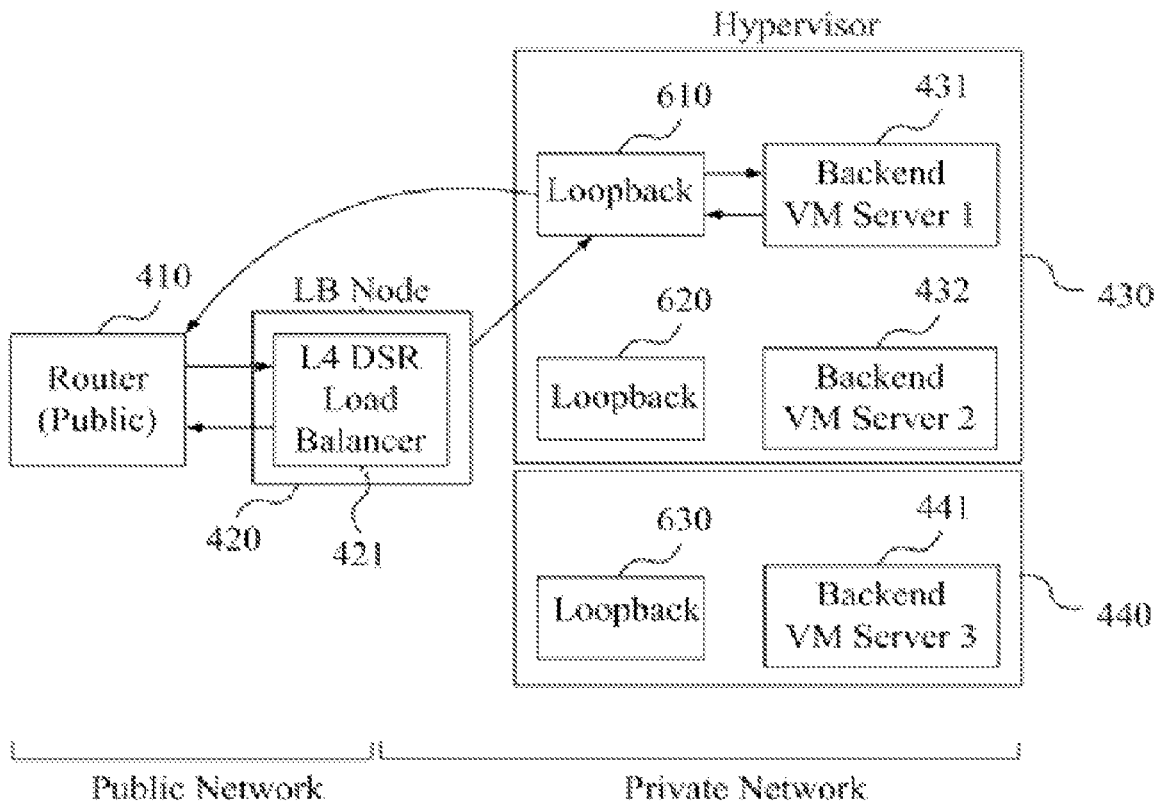 Hypervisor
610
431
Loopback
Backend
VM Server 1
410
LB Node
620
432
430
Router
(Public)
L4 DSR
Load
Balancer
Loopback
Backend
VM Server 2
420
421
630
441
Loopback
Backend
VM Server 3
440
Public Network
Private Network